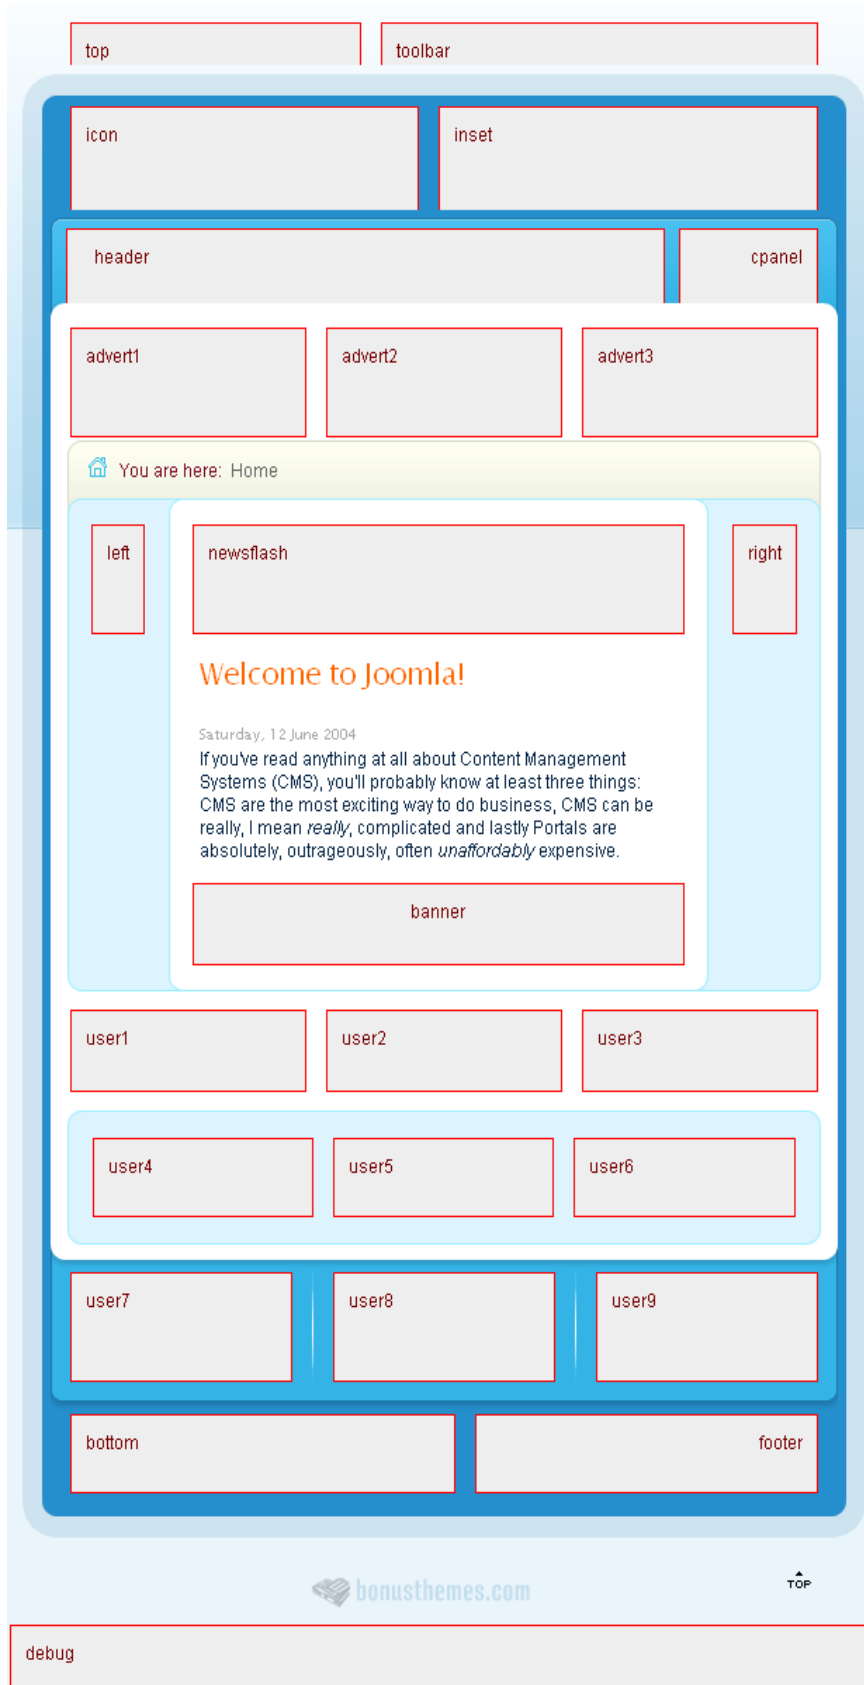 top toolbar
icon inset
header cpanel
advert1 advert2 advert3
You are here: Home
left newsflash right
Welcome to Joomla!
Saturday, 12 June 2004
If you've read anything at all about Content Management
Systems (CMS), you'll probably know at least three things:
CMS are the most exciting way to do business, CMS can be
really, I mean really, complicated and lastly Portals are
absolutely, outrageously, often unaffordably expensive.
banner
user1 user2 user3
user4 user5 user6
user7 user8 user9
bottom footer
bonusthemes.com TOP
debug